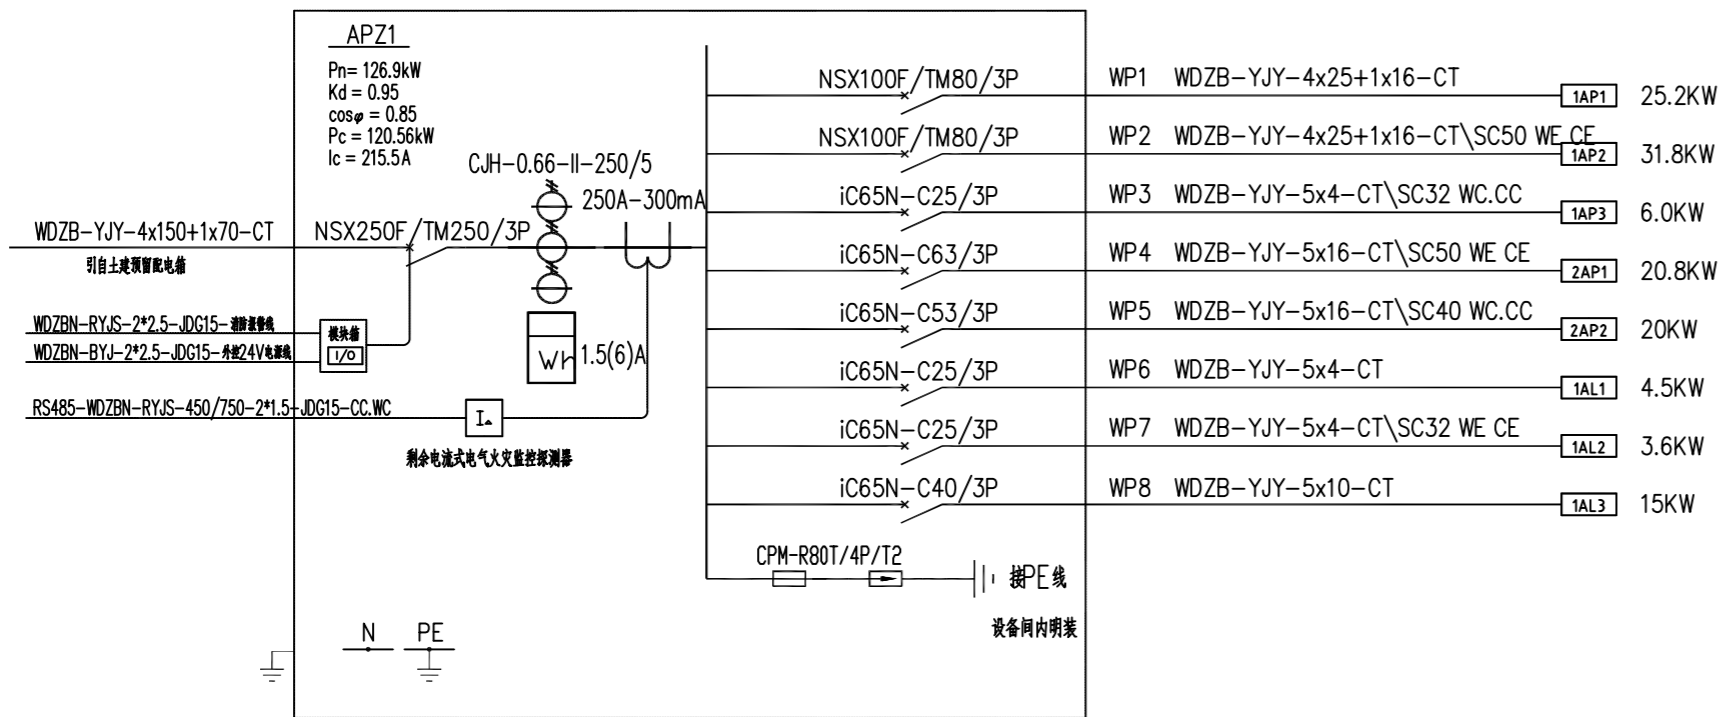 APZ1
Pn= 126.9kW
Kd = 0.95
cosφ = 0.85
Pc = 120.56kW
Ic = 215.5A
CJH-0.66-II-250/5
250A-300mA
WDZB-YJY-4x150+1x70-CT
NSX250F/TM250/3P
引自土建预留配电箱
WDZBN-RYJS-2*2.5-JDG15-消防报警线
模块箱
I/O
WDZBN-BYJ-2*2.5-JDG15-外控24V电源线
Wh
1.5(6)A
RS485-WDZBN-RYJS-450/750-2*1.5-JDG15-CC.WC
剩余电流式电气火灾监控探测器
NSX100F/TM80/3P WP1 WDZB-YJY-4x25+1x16-CT 1AP1 25.2KW
NSX100F/TM80/3P WP2 WDZB-YJY-4x25+1x16-CT\SC50 WE CE 1AP2 31.8KW
iC65N-C25/3P WP3 WDZB-YJY-5x4-CT\SC32 WC.CC 1AP3 6.0KW
iC65N-C63/3P WP4 WDZB-YJY-5x16-CT\SC50 WE CE 2AP1 20.8KW
iC65N-C53/3P WP5 WDZB-YJY-5x16-CT\SC40 WC.CC 2AP2 20KW
iC65N-C25/3P WP6 WDZB-YJY-5x4-CT 1AL1 4.5KW
iC65N-C25/3P WP7 WDZB-YJY-5x4-CT\SC32 WE CE 1AL2 3.6KW
iC65N-C40/3P WP8 WDZB-YJY-5x10-CT 1AL3 15KW
CPM-R80T/4P/T2
接PE线
设备间内明装
N PE